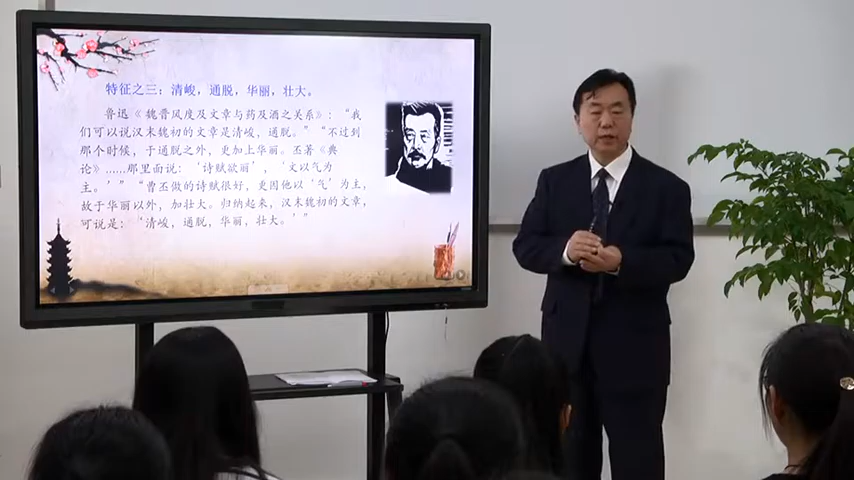 特征之三：清峻，通脱，华丽，壮大。
鲁迅《魏晋风度及文章与药及酒之关系》：“我
们可以说汉末魏初的文章是清峻，通脱。”“不过到
那个时候，于通脱之外，更加上华丽。丕著《典
论》……那里面说：‘诗赋欲丽’，‘文以气为
主。’”“曹丕做的诗赋很好，更因他以‘气’为主，
故于华丽以外，加壮大。归纳起来，汉末魏初的文章，
可说是：‘清峻，通脱，华丽，壮大。’”